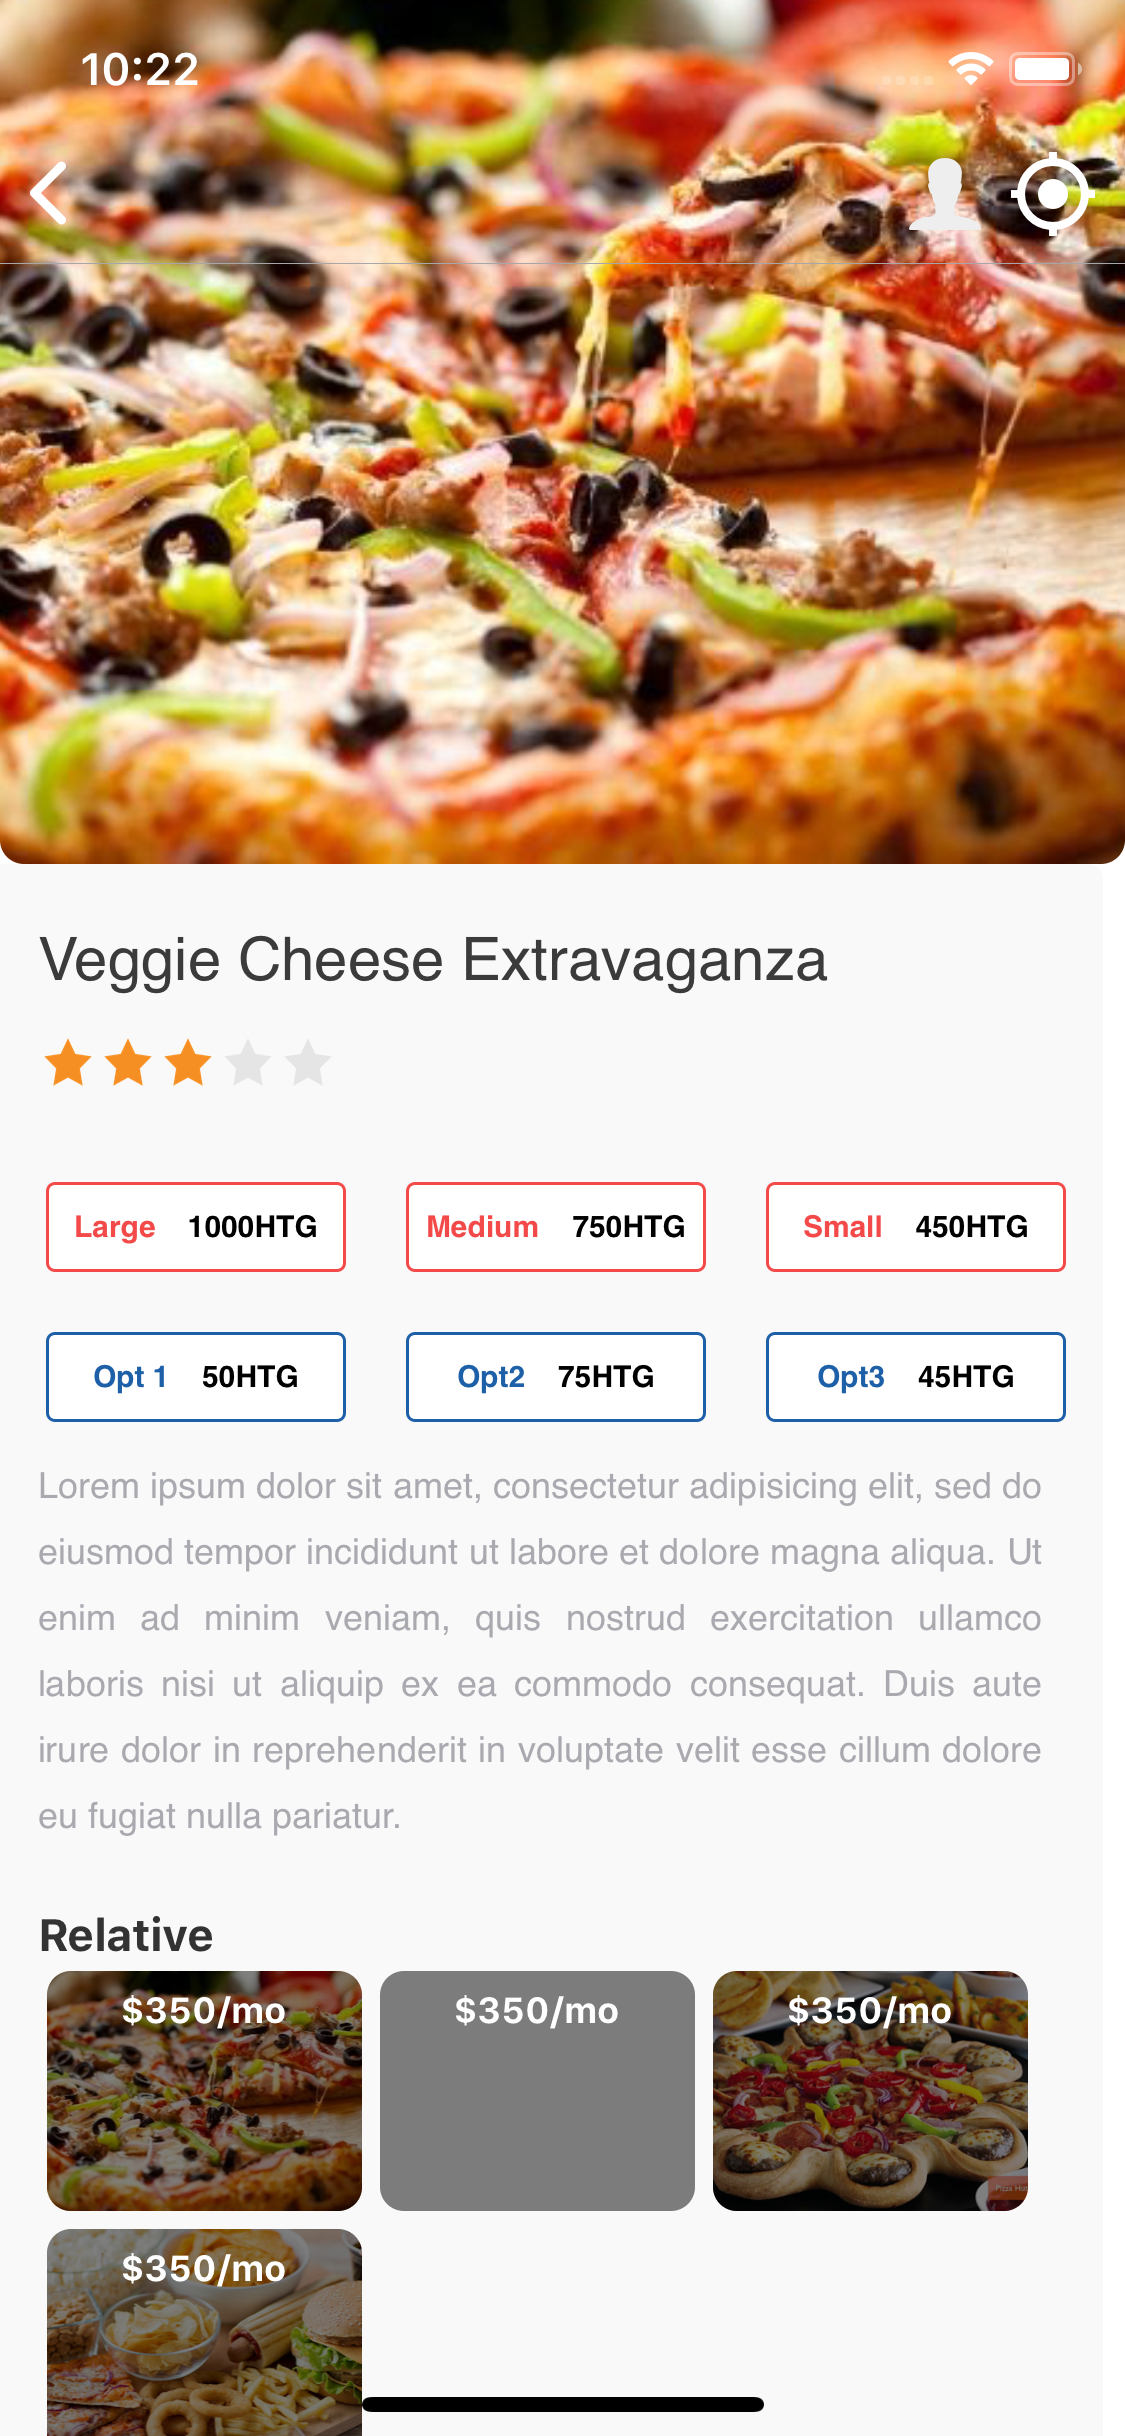 10:22
Veggie Cheese Extravaganza
Large 1000HTG Medium 750HTG Small 450HTG
Opt 1 50HTG Opt2 75HTG Opt3 45HTG
Lorem ipsum dolor sit amet, consectetur adipisicing elit, sed do
eiusmod tempor incididunt ut labore et dolore magna aliqua. Ut
enim ad minim veniam, quis nostrud exercitation ullamco
laboris nisi ut aliquip ex ea commodo consequat. Duis aute
irure dolor in reprehenderit in voluptate velit esse cillum dolore
eu fugiat nulla pariatur.
Relative
$350/mo $350/mo $350/mo
$350/mo